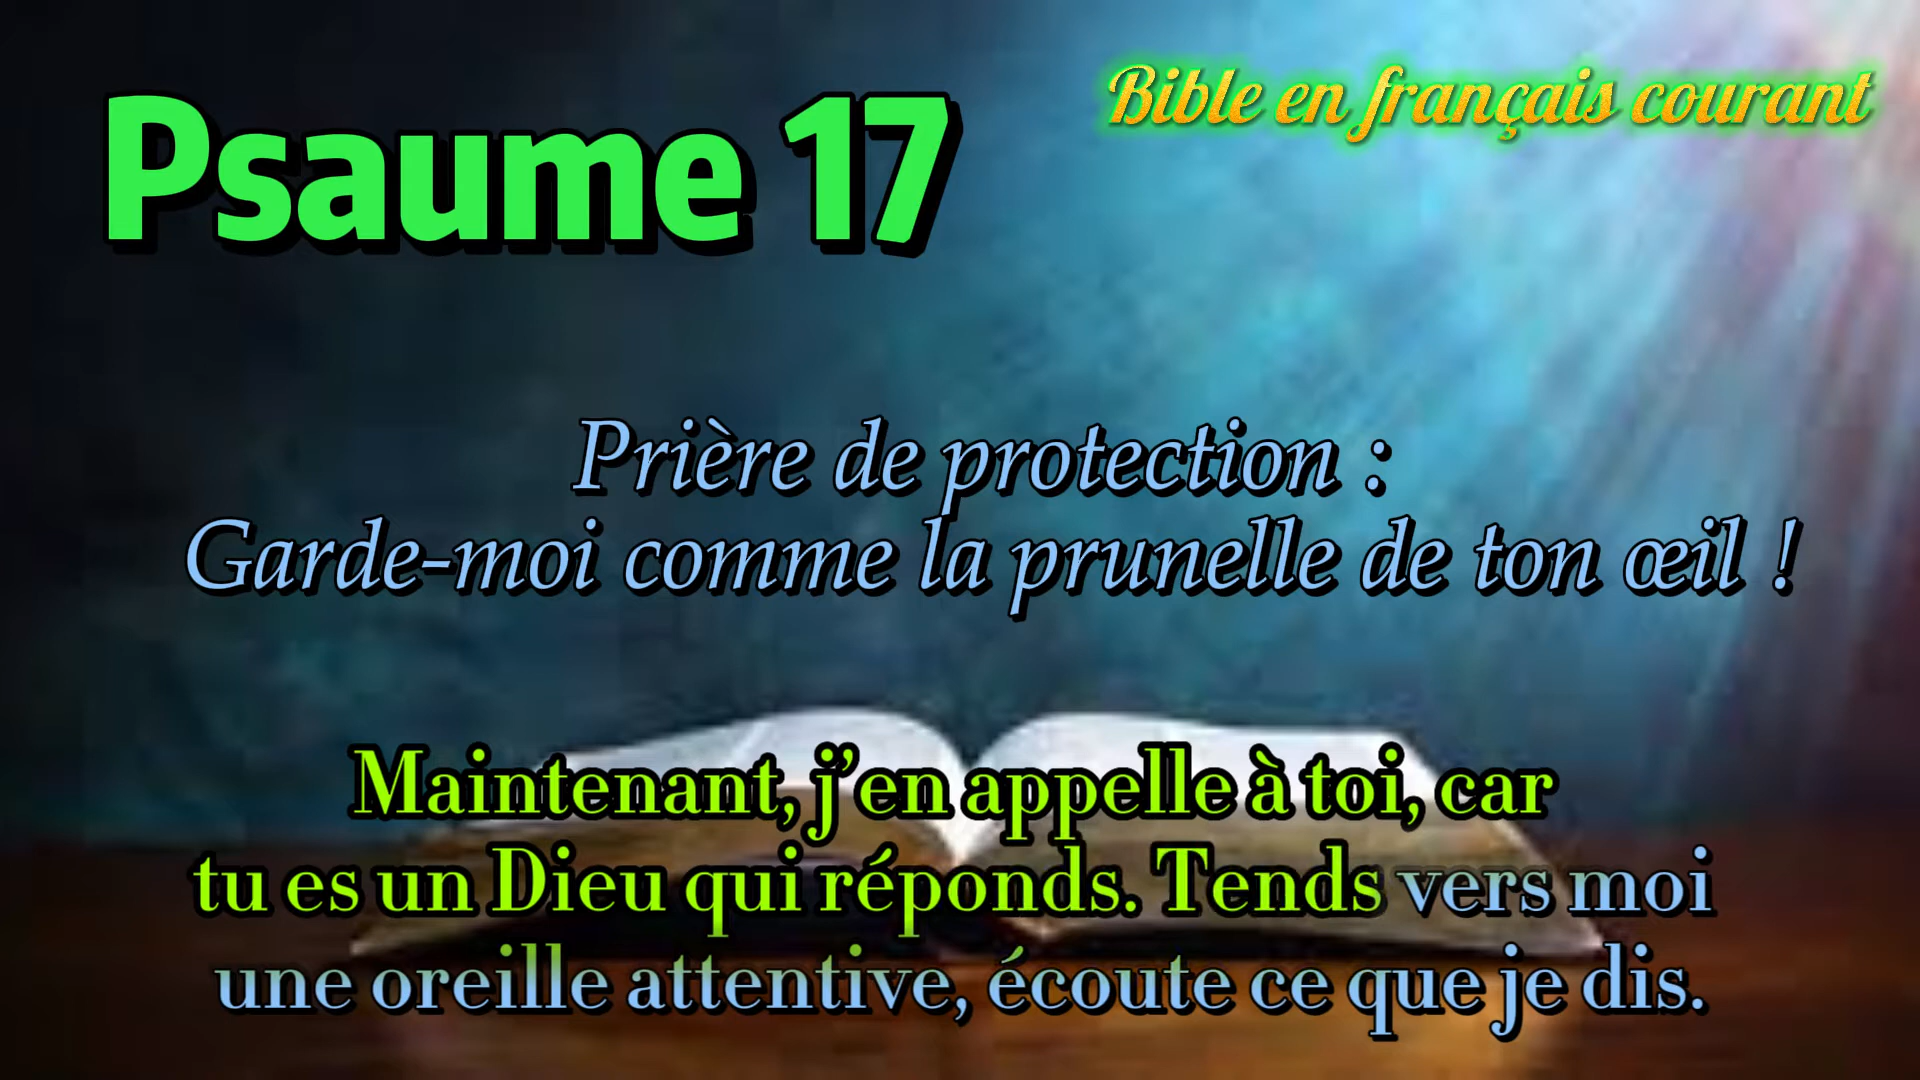 Bible en français courant
Psaume 17
Prière de protection :
Garde-moi comme la prunelle de ton œil !
Maintenant, j’en appelle à toi, car
tu es un Dieu qui réponds. Tends vers moi
une oreille attentive, écoute ce que je dis.